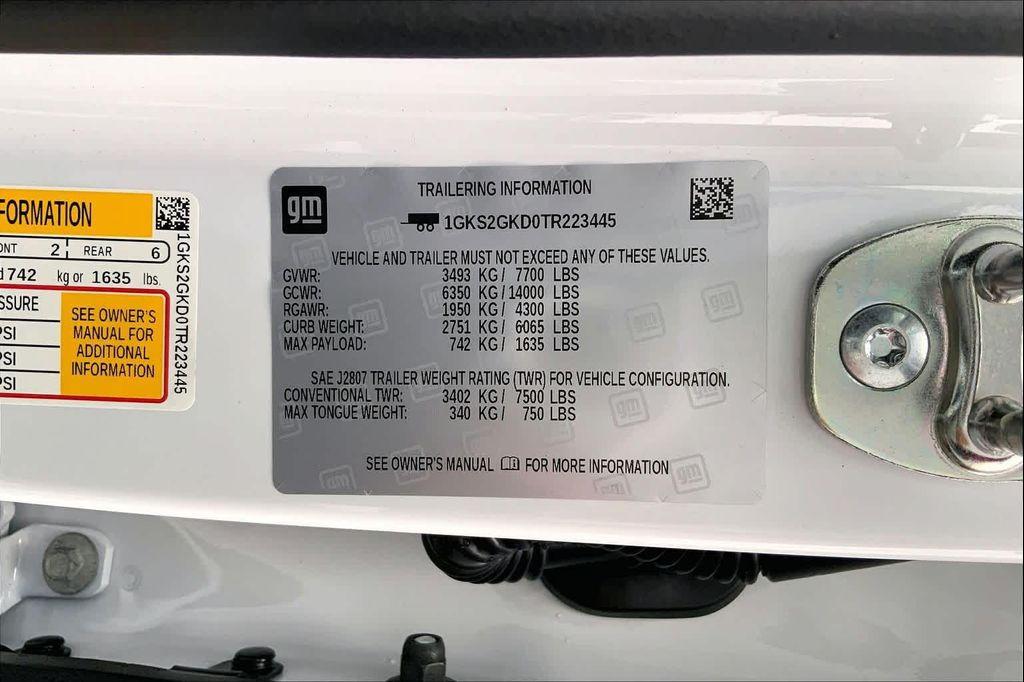 FORMATION
ONT 2 REAR 6
742 kg or 1635 lbs.
SSURE
PSI
PSI
PSI
SEE OWNER'S
MANUAL FOR
ADDITIONAL
INFORMATION
1GKS2GKD0TR223445
gm
TRAILERING INFORMATION
1GKS2GKD0TR223445
VEHICLE AND TRAILER MUST NOT EXCEED ANY OF THESE VALUES.
GVWR: 3493 KG / 7700 LBS
GCWR: 6350 KG / 14000 LBS
RGAWR: 1950 KG / 4300 LBS
CURB WEIGHT: 2751 KG / 6065 LBS
MAX PAYLOAD: 742 KG / 1635 LBS
SAE J2807 TRAILER WEIGHT RATING (TWR) FOR VEHICLE CONFIGURATION.
CONVENTIONAL TWR: 3402 KG / 7500 LBS
MAX TONGUE WEIGHT: 340 KG / 750 LBS
SEE OWNER'S MANUAL FOR MORE INFORMATION